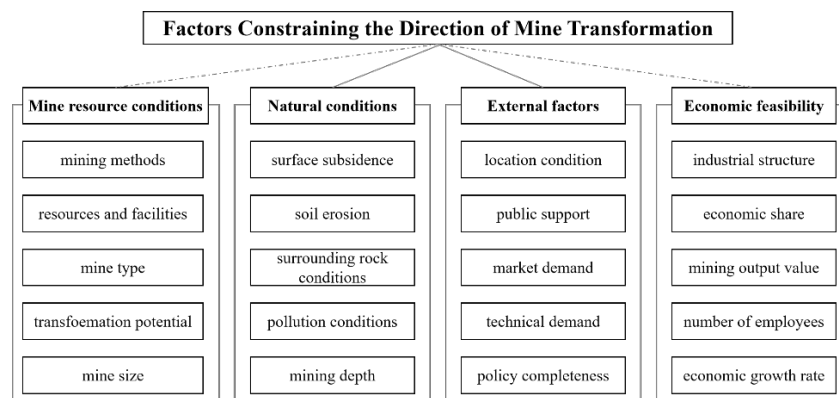 Factors Constraining the Direction of Mine Transformation
Mine resource conditions
mining methods
resources and facilities
mine type
transfoemation potential
mine size
Natural conditions
surface subsidence
soil erosion
surrounding rock
conditions
pollution conditions
mining depth
External factors
location condition
public support
market demand
technical demand
policy completeness
Economic feasibility
industrial structure
economic share
mining output value
number of employees
economic growth rate